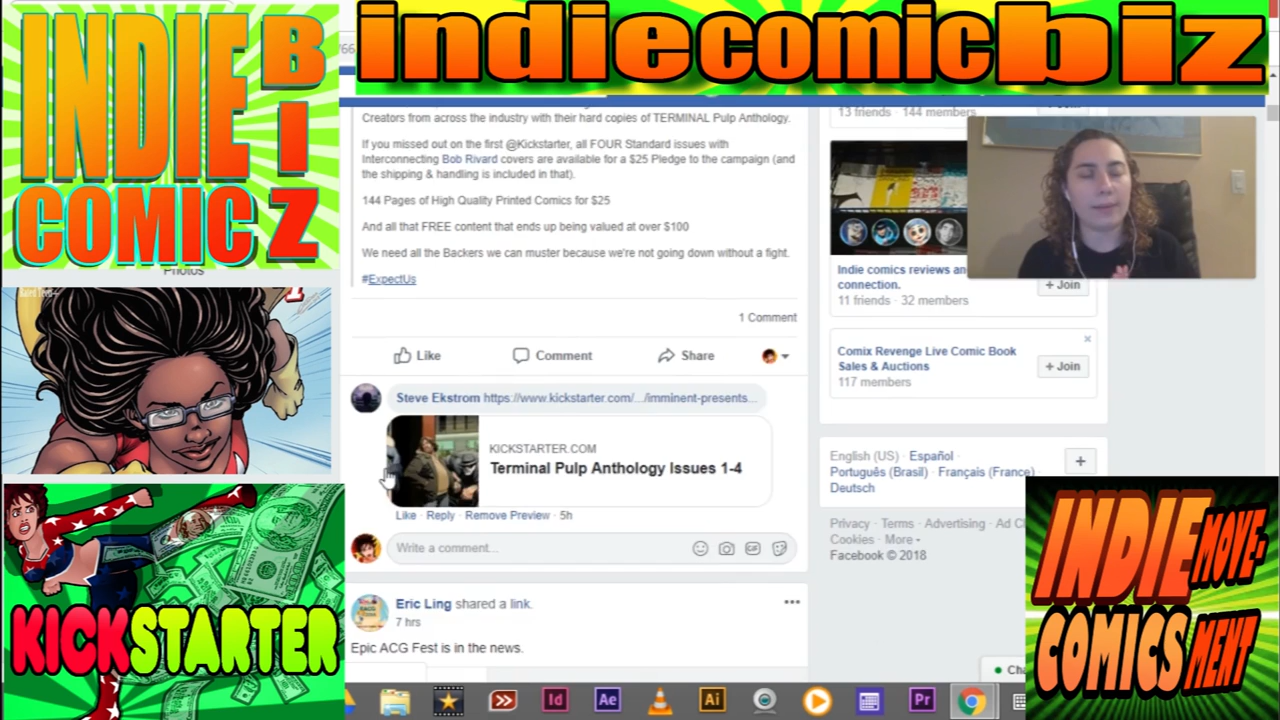 INDIE
BIZ
COMIC
indiecomicbiz
Photos
KICKSTARTER
Creators from across the industry with their hard copies of TERMINAL Pulp Anthology.
If you missed out on the first @Kickstarter, all FOUR Standard issues with
Interconnecting Bob Rivard covers are available for a $25 Pledge to the campaign (and
the shipping & handling is included in that).
144 Pages of High Quality Printed Comics for $25
And all that FREE content that ends up being valued at over $100
We need all the Backers we can muster because we're not going down without a fight.
#ExpectUs
1 Comment
Like Comment Share
Steve Ekstrom https://www.kickstarter.com/.../imminent-presents...
KICKSTARTER.COM
Terminal Pulp Anthology Issues 1-4
Like · Reply · Remove Preview · 5h
Write a comment...
GIF
Eric Ling shared a link.
7 hrs
Epic ACG Fest is in the news.
13 friends · 144 members
Indie comics reviews an
connection.
11 friends · 32 members
+ Join
Comix Revenge Live Comic Book
Sales & Auctions
117 members
+ Join
English (US) · Español ·
Português (Brasil) · Français (France) ·
Deutsch
+
Privacy · Terms · Advertising · Ad C
Cookies · More
Facebook © 2018
INDIE
COMICS
MOVE-
MENT
Id Ae Ai Pr